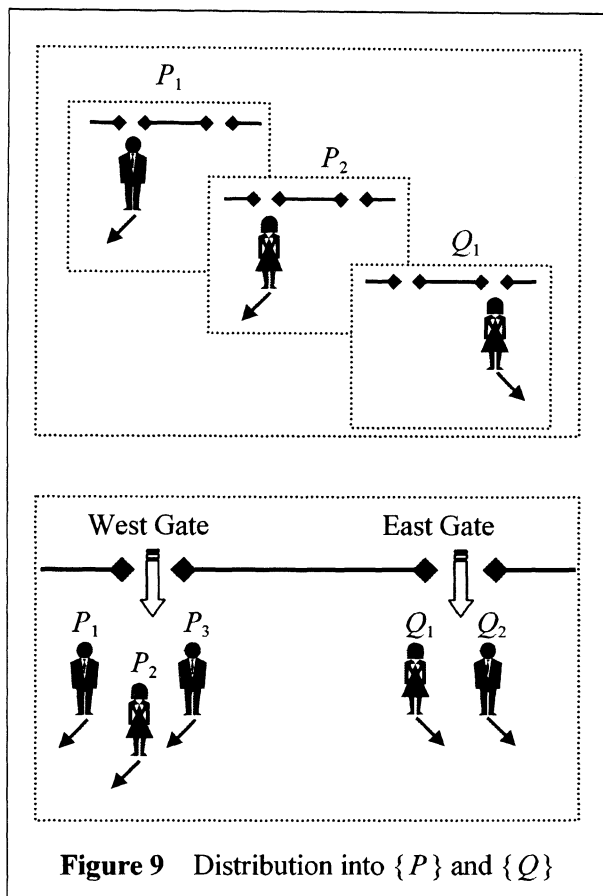 P₁
P₂
Q₁
West Gate East Gate
P₁ P₃ Q₁ Q₂
P₂
Figure 9 Distribution into {P} and {Q}